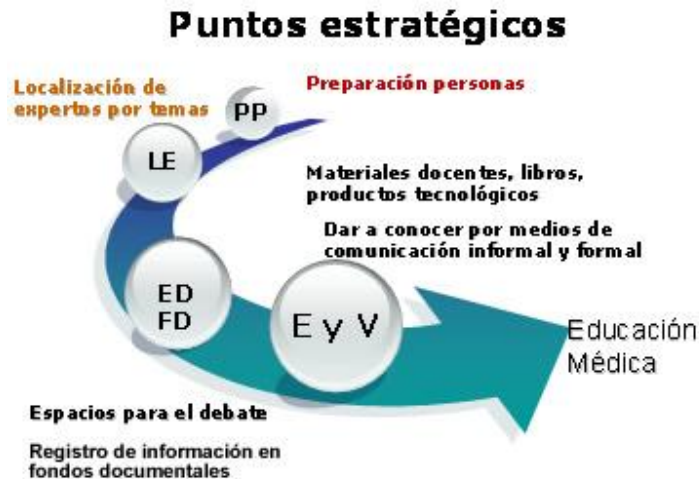 Puntos estratégicos
Localización de
expertos por temas
PP
Preparación personas
LE
Materiales docentes, libros,
productos tecnológicos
Dar a conocer por medios de
comunicación informal y formal
ED
FD
E y V
Educación
Médica
Espacios para el debate
Registro de información en
fondos documentales